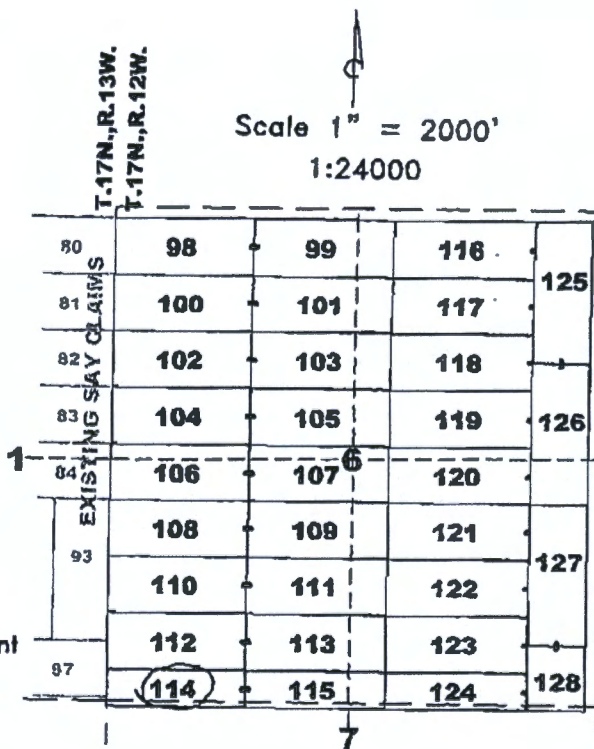 T.17N.,R.13W.
T.17N.,R.12W.
Scale 1" = 2000'
1:24000
80 98 99 116 125
81 100 101 117
82 102 103 118
83 104 105 119 126
1 84 106 107 6 120
EXISTING SAY CLAIMS
108 109 121 127
93 110 111 122
nt 112 113 123
97 114 115 124 128
7